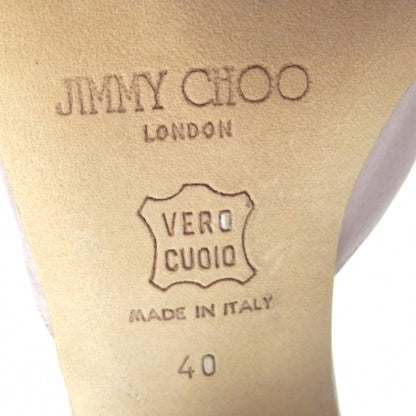 JIMMY CHOO
LONDON
VERO
CUOIO
MADE IN ITALY
40